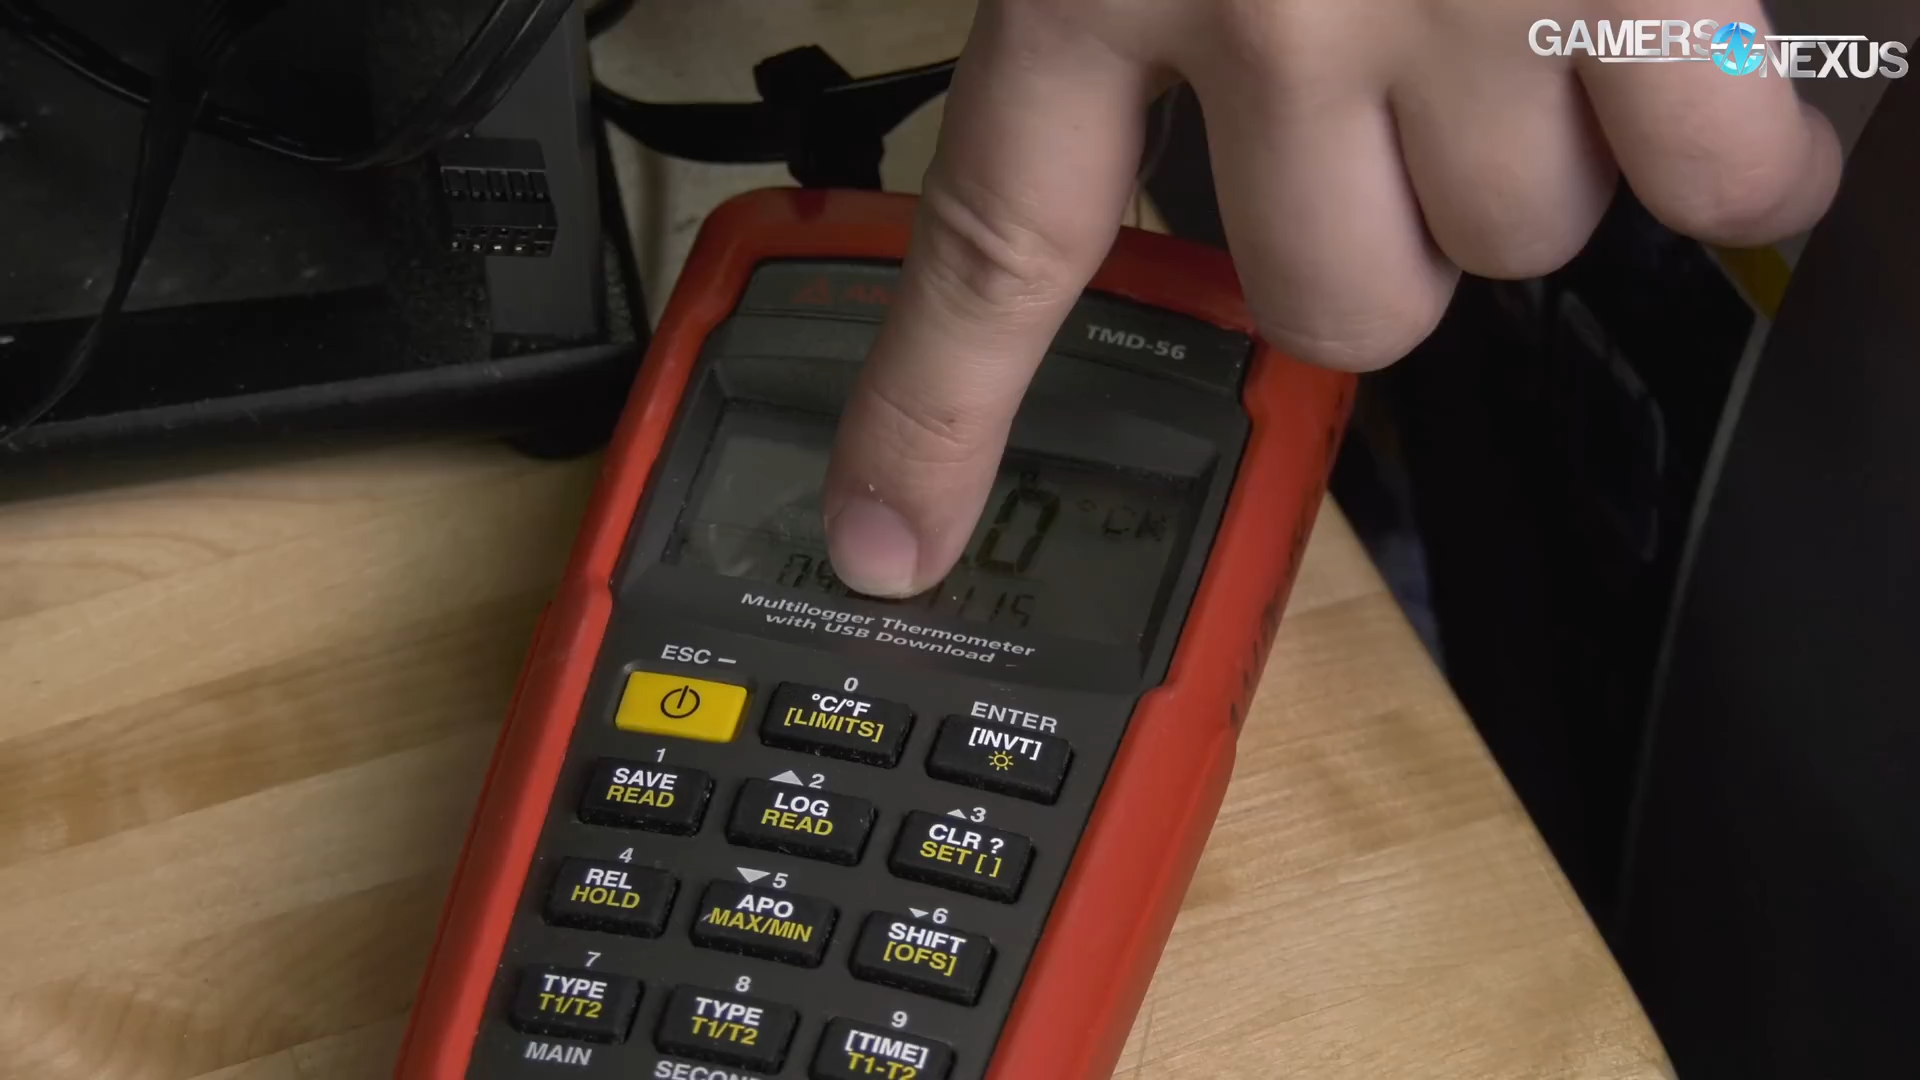 GAMERS NEXUS
TMD-56
°CK
Multilogger Thermometer
with USB Download
ESC –
0
°C/°F
[LIMITS]
ENTER
[INVT]
1
SAVE
READ
2
LOG
READ
3
CLR ?
SET [ ]
4
REL
HOLD
5
APO
MAX/MIN
6
SHIFT
[OFS]
7
TYPE
T1/T2
MAIN
8
TYPE
T1/T2
9
[TIME]
T1-T2